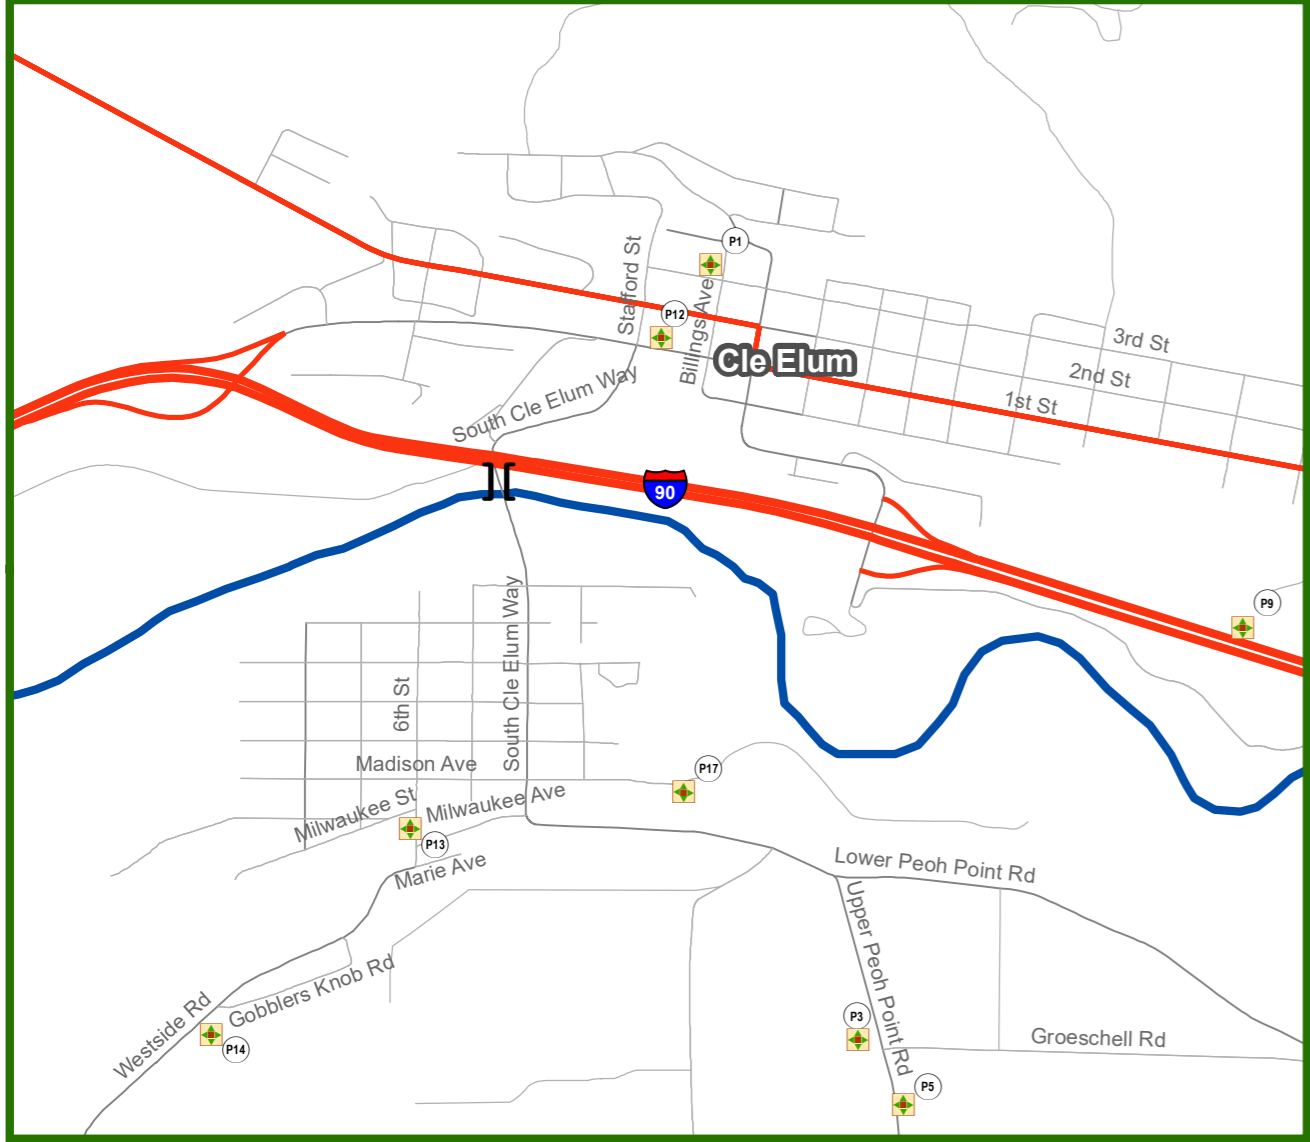 P1
Stafford St
P12
Billings Ave
Cle Elum
3rd St
2nd St
1st St
South Cle Elum Way
90
P9
South Cle Elum Way
6th St
Madison Ave
P17
Milwaukee St
Milwaukee Ave
P13
Marie Ave
Lower Peoh Point Rd
Upper Peoh Point Rd
Gobblers Knob Rd
Westside Rd
P14
P3
Groeschell Rd
P5